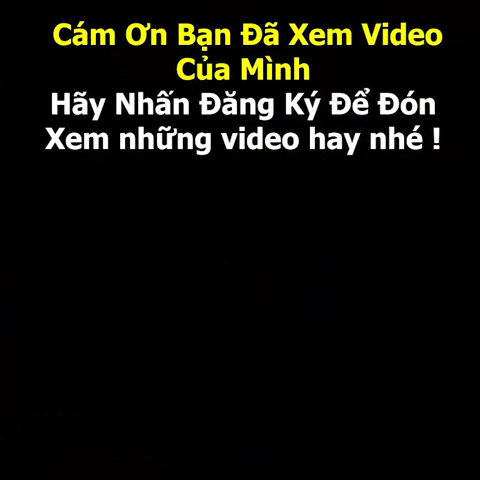 Cám Ơn Bạn Đã Xem Video
Của Mình
Hãy Nhấn Đăng Ký Để Đón
Xem những video hay nhé !